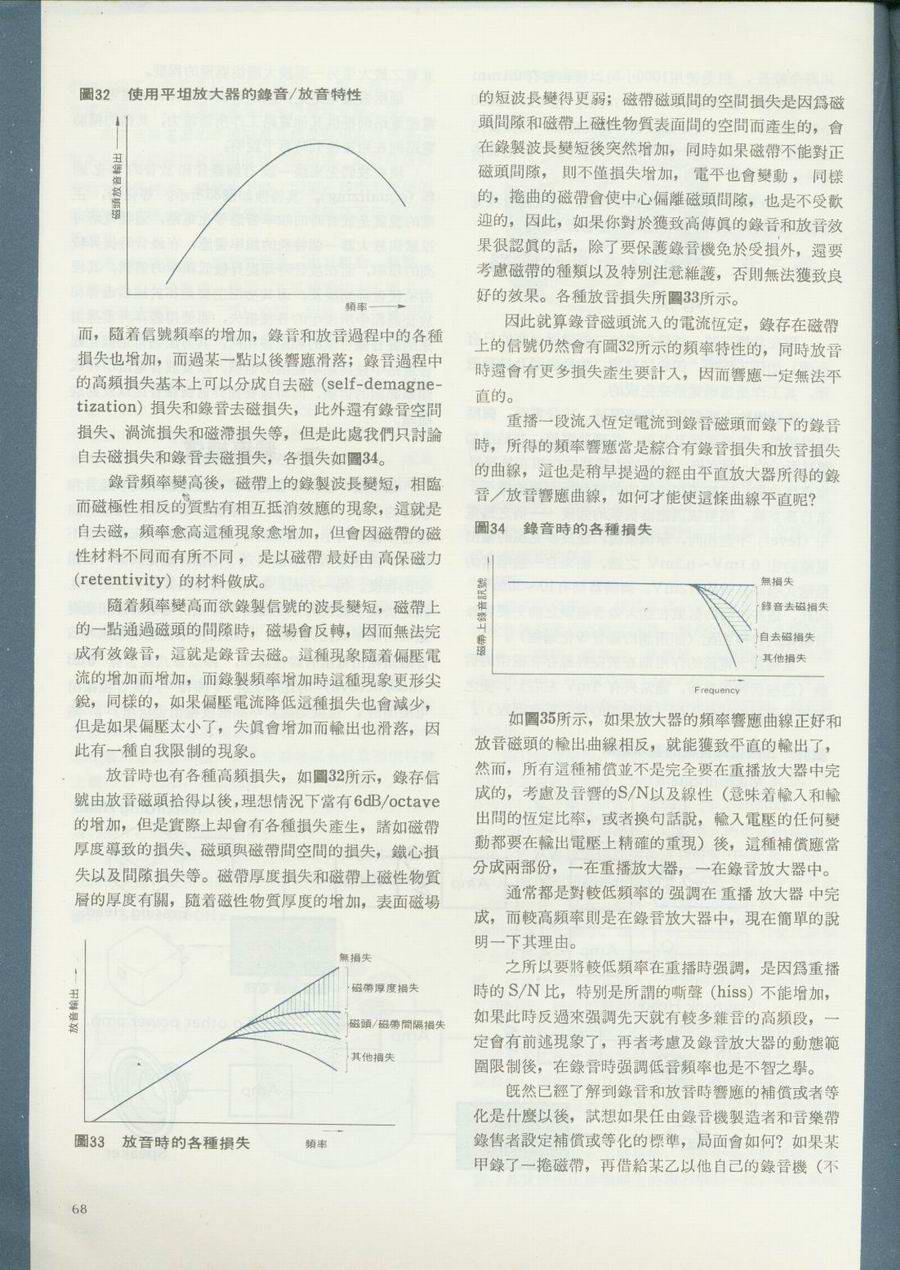 圖32 使用平坦放大器的錄音/放音特性
磁頭放音輸出
頻率
而，隨着信號頻率的增加，錄音和放音過程中的各種
損失也增加，而過某一點以後響應滑落；錄音過程中
的高頻損失基本上可以分成自去磁 (self-demagne-
tization) 損失和錄音去磁損失， 此外還有錄音空間
損失、渦流損失和磁滯損失等，但是此處我們只討論
自去磁損失和錄音去磁損失，各損失如圖34。
錄音頻率變高後，磁帶上的錄製波長變短，相臨
而磁極性相反的質點有相互抵消效應的現象，這就是
自去磁，頻率愈高這種現象愈增加，但會因磁帶的磁
性材料不同而有所不同， 是以磁帶 最好由 高保磁力
(retentivity) 的材料做成。
隨着頻率變高而欲錄製信號的波長變短，磁帶上
的一點通過磁頭的間隙時，磁場會反轉，因而無法完
成有效錄音，這就是錄音去磁。這種現象隨着偏壓電
流的增加而增加，而錄製頻率增加時這種現象更形尖
銳，同樣的，如果偏壓電流降低這種損失也會減少，
但是如果偏壓太小了，失眞會增加而輸出也滑落，因
此有一種自我限制的現象。
放音時也有各種高頻損失，如圖32所示，錄存信
號由放音磁頭拾得以後，理想情況下當有6dB/octave
的增加，但是實際上却會有各種損失產生，諸如磁帶
厚度導致的損失、磁頭與磁帶間空間的損失，鐵心損
失以及間隙損失等。磁帶厚度損失和磁帶上磁性物質
層的厚度有關，隨着磁性物質厚度的增加，表面磁場
放音輸出
無損失
磁帶厚度損失
磁頭/磁帶間隔損失
其他損失
圖33 放音時的各種損失
頻率
68
的短波長變得更弱；磁帶磁頭間的空間損失是因爲磁
頭間隙和磁帶上磁性物質表面間的空間而產生的，會
在錄製波長變短後突然增加，同時如果磁帶不能對正
磁頭間隙， 則不僅損失增加， 電平也會變動， 同樣
的，捲曲的磁帶會使中心偏離磁頭間隙，也是不受歡
迎的，因此，如果你對於獲致高傳眞的錄音和放音效
果很認眞的話，除了要保護錄音機免於受損外，還要
考慮磁帶的種類以及特別注意維護，否則無法獲致良
好的效果。各種放音損失所圖33所示。
因此就算錄音磁頭流入的電流恆定，錄存在磁帶
上的信號仍然會有圖32所示的頻率特性的，同時放音
時還會有更多損失產生要計入，因而響應一定無法平
直的。
重播一段流入恆定電流到錄音磁頭而錄下的錄音
時，所得的頻率響應當是綜合有錄音損失和放音損失
的曲線，這也是稍早提過的經由平直放大器所得的錄
音／放音響應曲線，如何才能使這條曲線平直呢？
圖34 錄音時的各種損失
磁帶上錄音訊號
無損失
錄音去磁損失
自去磁損失
其他損失
Frequency
如圖35所示，如果放大器的頻率響應曲線正好和
放音磁頭的輸出曲線相反，就能獲致平直的輸出了，
然而，所有這種補償並不是完全要在重播放大器中完
成的，考慮及音響的S/N以及線性（意味着輸入和輸
出間的恆定比率，或者換句話說，輸入電壓的任何變
動都要在輸出電壓上精確的重現）後，這種補償應當
分成兩部份，一在重播放大器，一在錄音放大器中。
通常都是對較低頻率的 强調在 重播 放大器 中完
成，而較高頻率則是在錄音放大器中，現在簡單的說
明一下其理由。
之所以要將較低頻率在重播時强調，是因爲重播
時的 S/N 比，特別是所謂的嘶聲 (hiss) 不能增加，
如果此時反過來强調先天就有較多雜音的高頻段，一
定會有前述現象了，再者考慮及錄音放大器的動態範
圍限制後，在錄音時强調低音頻率也是不智之舉。
旣然已經了解到錄音和放音時響應的補償或者等
化是什麼以後，試想如果任由錄音機製造者和音樂帶
錄售者設定補償或等化的標準，局面會如何？如果某
甲錄了一捲磁帶，再借給某乙以他自己的錄音機（不